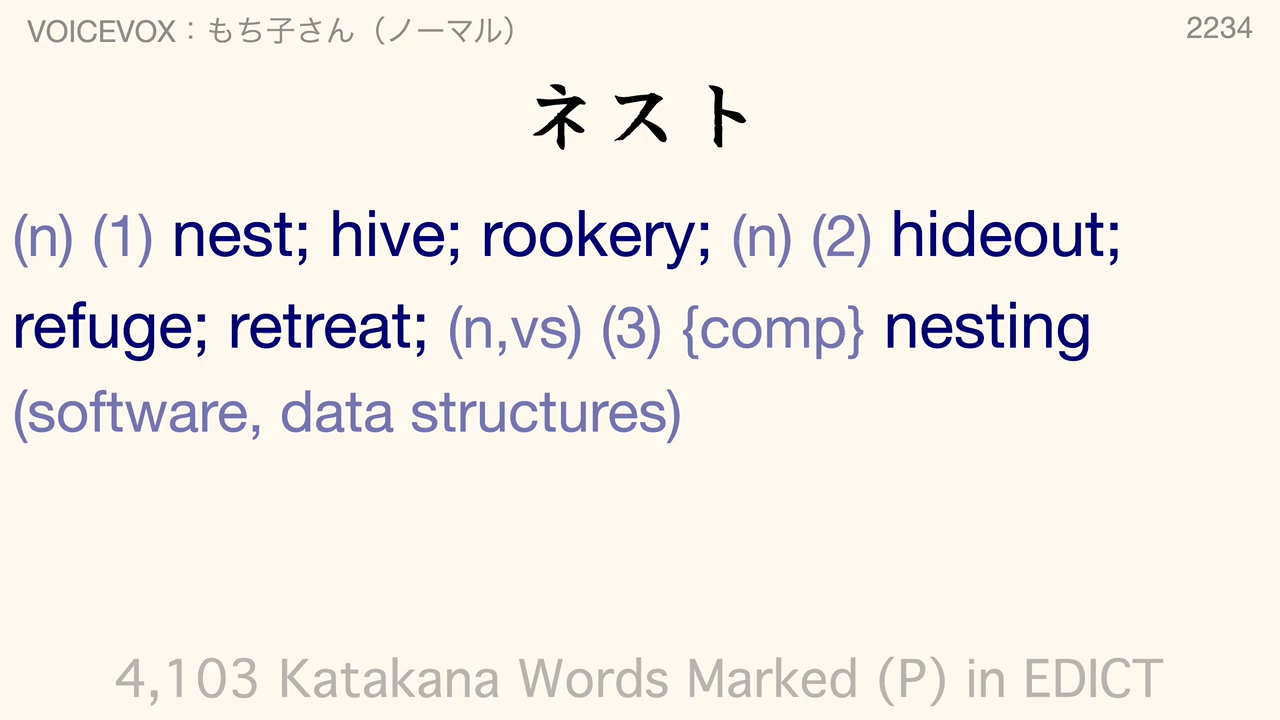 VOICEVOX：もち子さん（ノーマル）
2234
ネスト
(n) (1) nest; hive; rookery; (n) (2) hideout;
refuge; retreat; (n,vs) (3) {comp} nesting
(software, data structures)
4,103 Katakana Words Marked (P) in EDICT